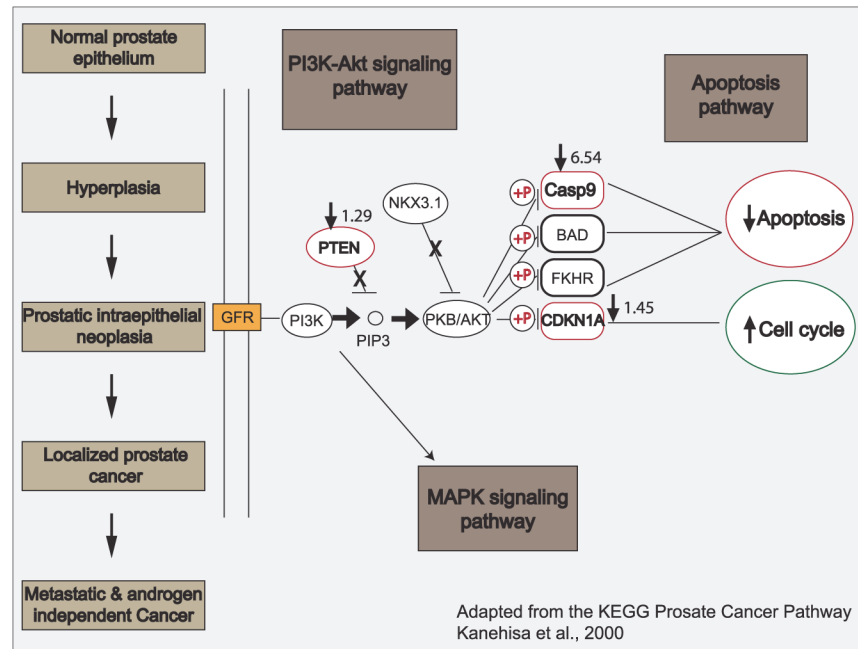 Normal prostate
epithelium
Hyperplasia
Prostatic intraepithelial
neoplasia
Localized prostate
cancer
Metastatic & androgen
independent Cancer
PI3K-Akt signaling
pathway
Apoptosis
pathway
6.54
+P
Casp9
NKX3.1
1.29
PTEN
X
X
+P
BAD
+P
FKHR
GFR
PI3K
PIP3
PKB/AKT
+P
CDKN1A
1.45
Apoptosis
Cell cycle
MAPK signaling
pathway
Adapted from the KEGG Prosate Cancer Pathway
Kanehisa et al., 2000